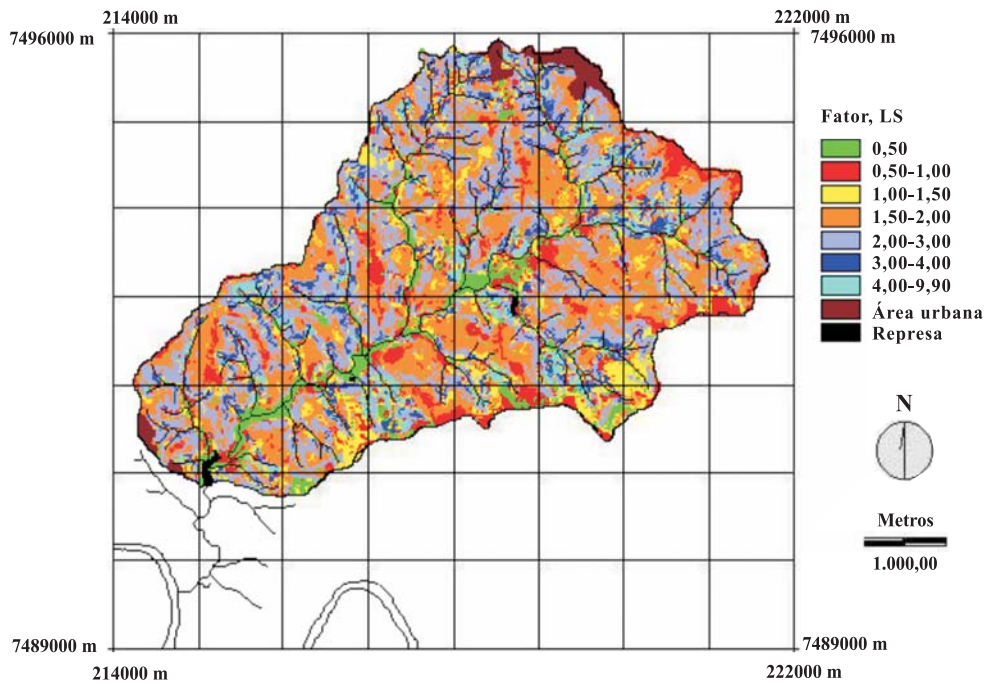 214000 m
222000 m
7496000 m
7496000 m
Fator, LS
0,50
0,50-1,00
1,00-1,50
1,50-2,00
2,00-3,00
3,00-4,00
4,00-9,90
Área urbana
Represa
N
Metros
1.000,00
7489000 m
7489000 m
214000 m
222000 m